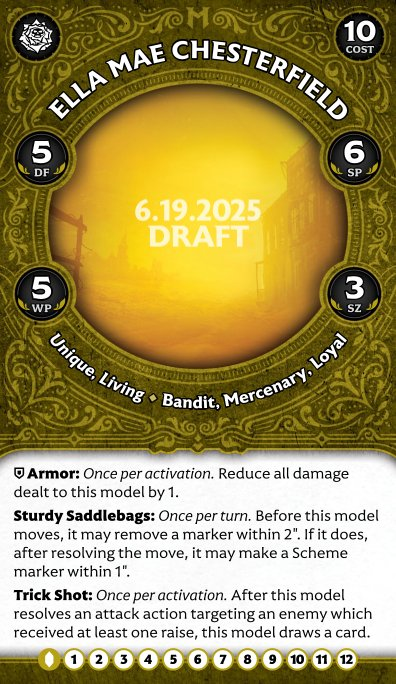 10
COST
ELLA MAE CHESTERFIELD
5
DF
6
SP
6.19.2025
DRAFT
5
WP
3
SZ
Unique, Living ⬥ Bandit, Mercenary, Loyal
Armor: Once per activation. Reduce all damage
dealt to this model by 1.
Sturdy Saddlebags: Once per turn. Before this model
moves, it may remove a marker within 2". If it does,
after resolving the move, it may make a Scheme
marker within 1".
Trick Shot: Once per activation. After this model
resolves an attack action targeting an enemy which
received at least one raise, this model draws a card.
1 2 3 4 5 6 7 8 9 10 11 12